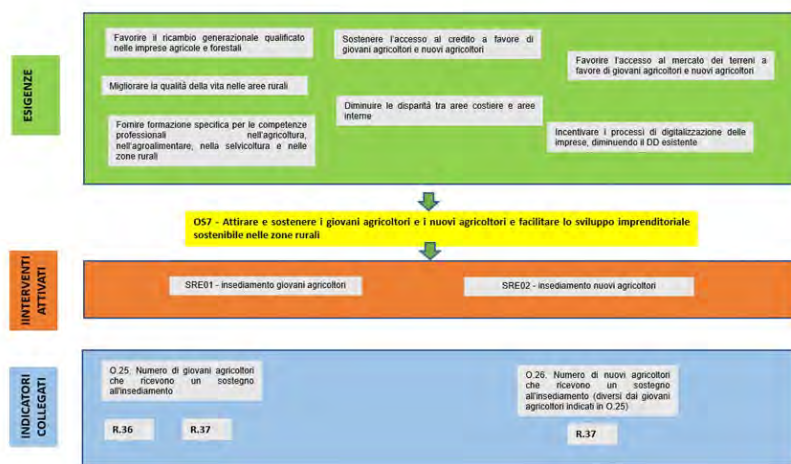 ESIGENZE
Favorire il ricambio generazionale qualificato
nelle imprese agricole e forestali
Sostenere l'accesso al credito a favore di
giovani agricoltori e nuovi agricoltori
Favorire l'accesso al mercato dei terreni a
favore di giovani agricoltori e nuovi agricoltori
Migliorare la qualità della vita nelle aree rurali
Diminuire le disparità tra aree costiere e aree
interne
Fornire formazione specifica per le competenze
professionali nell'agricoltura,
nell'agroalimentare, nella selvicoltura e nelle
zone rurali
Incentivare i processi di digitalizzazione delle
imprese, diminuendo il DD esistente
OS7 - Attirare e sostenere i giovani agricoltori e i nuovi agricoltori e facilitare lo sviluppo imprenditoriale
sostenibile nelle zone rurali
IINTERVENTI
ATTIVATI
SRE01 - insediamento giovani agricoltori
SRE02 - insediamento nuovi agricoltori
INDICATORI
COLLEGATI
O.25. Numero di giovani agricoltori
che ricevono un sostegno
all'insediamento
R.36
R.37
O.26. Numero di nuovi agricoltori
che ricevono un sostegno
all'insediamento (diversi dai giovani
agricoltori indicati in O.25)
R.37